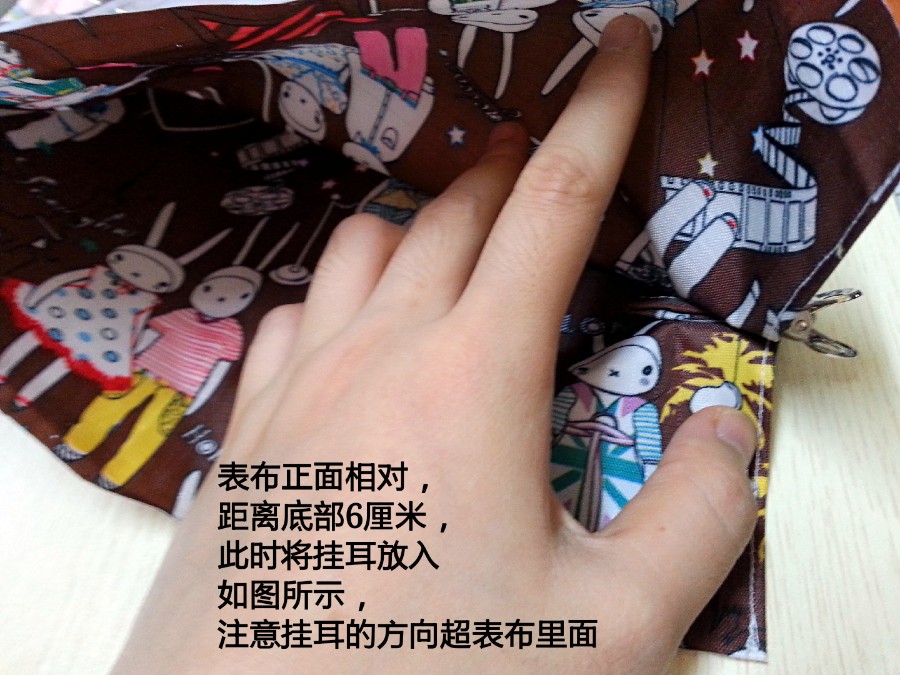 表布正面相对，
距离底部6厘米，
此时将挂耳放入
如图所示，
注意挂耳的方向超表布里面